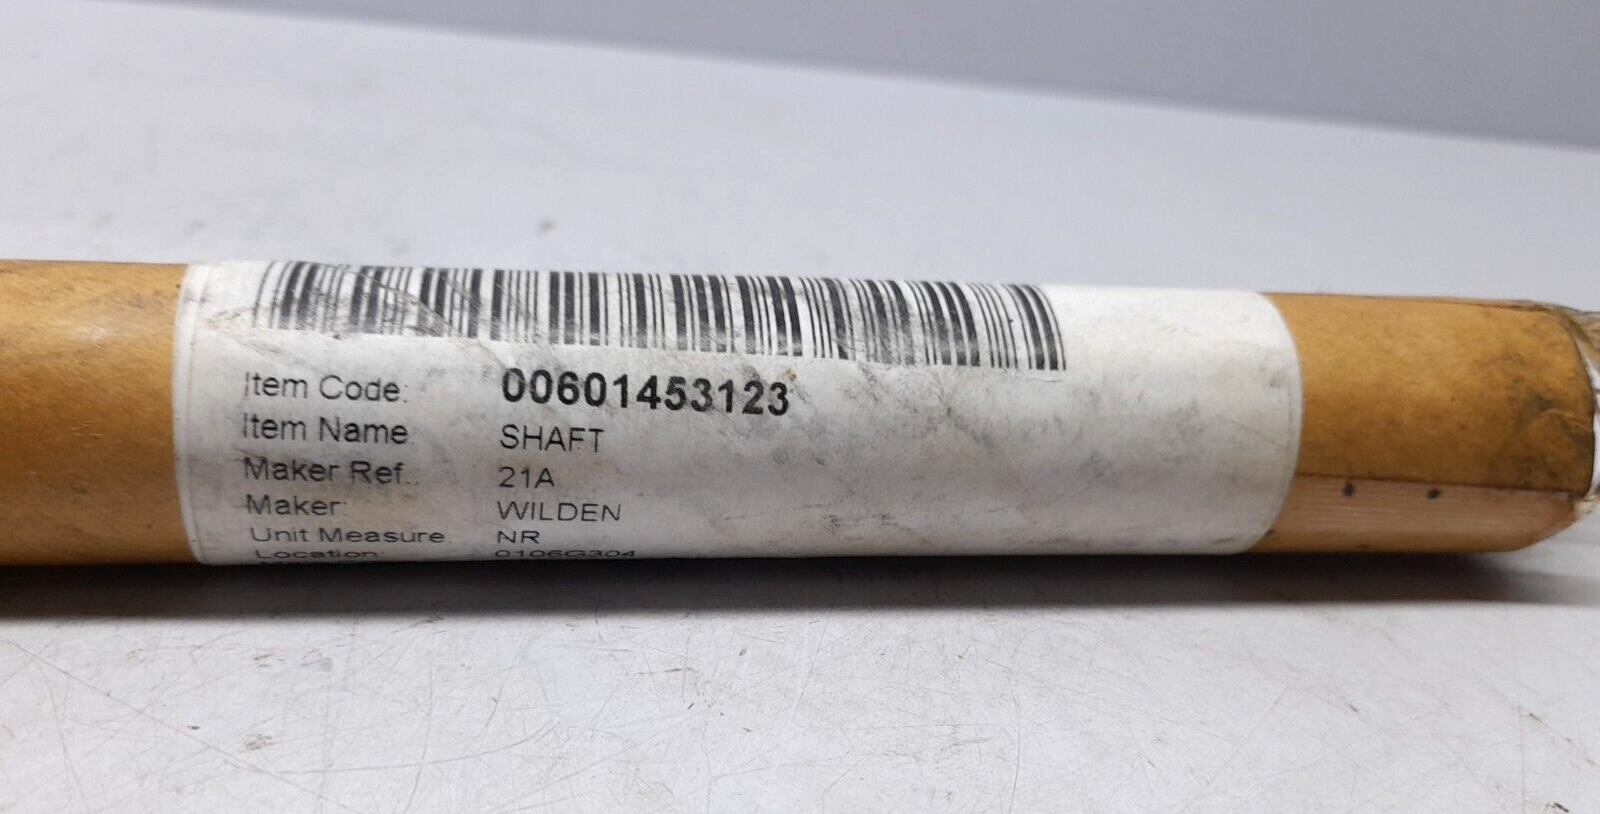 Item Code: 00601453123
Item Name: SHAFT
Maker Ref.: 21A
Maker: WILDEN
Unit Measure: NR
Location: 0106G304